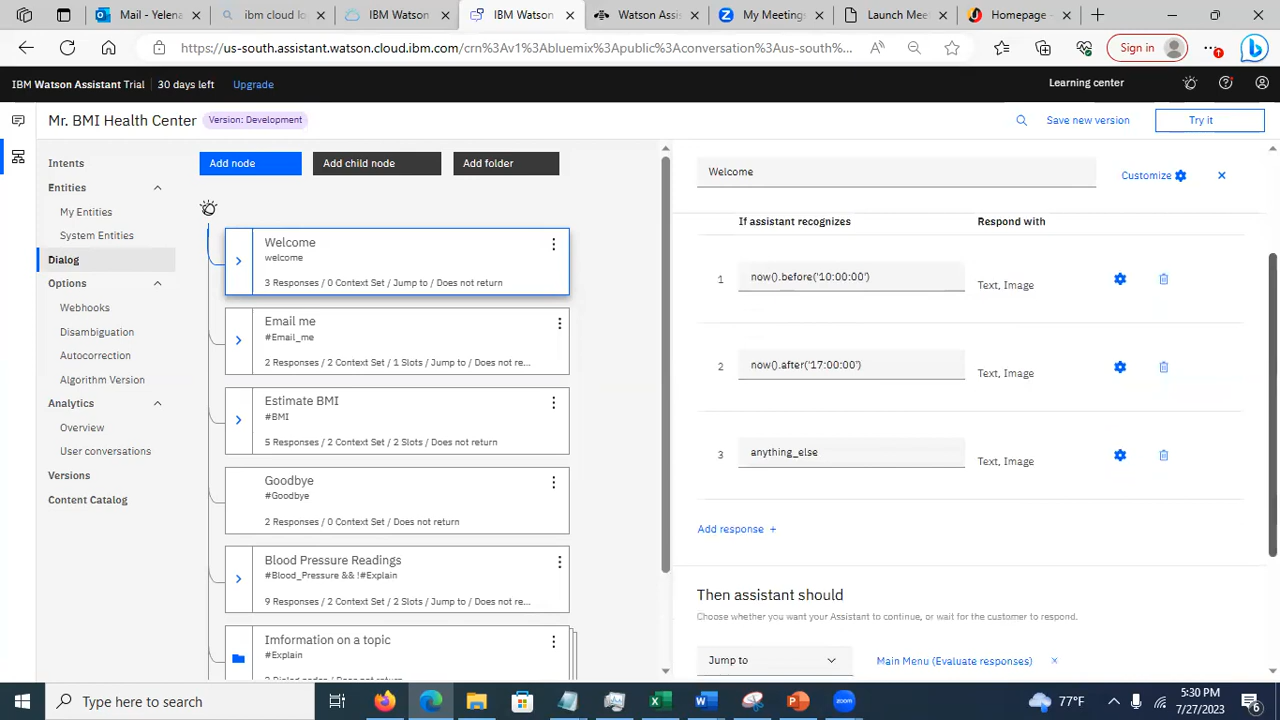 Mail - Yelena
ibm cloud lo
IBM Watson
IBM Watson
Watson Assi
My Meeting
Launch Mee
Homepage -
https://us-south.assistant.watson.cloud.ibm.com/crn%3Av1%3Abluemix%3Apublic%3Aconversation%3Aus-south%...
Sign in
IBM Watson Assistant Trial 30 days left Upgrade
Learning center
Mr. BMI Health Center Version: Development
Save new version Try it
Intents
Entities
My Entities
System Entities
Dialog
Options
Webhooks
Disambiguation
Autocorrection
Algorithm Version
Analytics
Overview
User conversations
Versions
Content Catalog
Add node Add child node Add folder
Welcome
welcome
3 Responses / 0 Context Set / Jump to / Does not return
Email me
#Email_me
2 Responses / 2 Context Set / 1 Slots / Jump to / Does not re...
Estimate BMI
#BMI
5 Responses / 2 Context Set / 2 Slots / Does not return
Goodbye
#Goodbye
2 Responses / 0 Context Set / Does not return
Blood Pressure Readings
#Blood_Pressure && !#Explain
9 Responses / 2 Context Set / 2 Slots / Jump to / Does not re...
Imformation on a topic
#Explain
Welcome
Customize
If assistant recognizes Respond with
1 now().before('10:00:00') Text, Image
2 now().after('17:00:00') Text, Image
3 anything_else Text, Image
Add response +
Then assistant should
Choose whether you want your Assistant to continue, or wait for the customer to respond.
Jump to Main Menu (Evaluate responses)
Type here to search
77°F
5:30 PM
7/27/2023
6